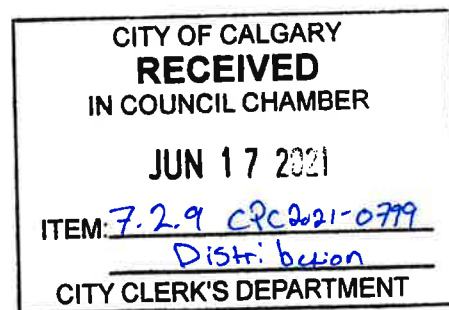 CITY OF CALGARY
RECEIVED
IN COUNCIL CHAMBER
JUN 17 2021
ITEM: 7.2.9 CPC2021-0799
Distribution
CITY CLERK'S DEPARTMENT